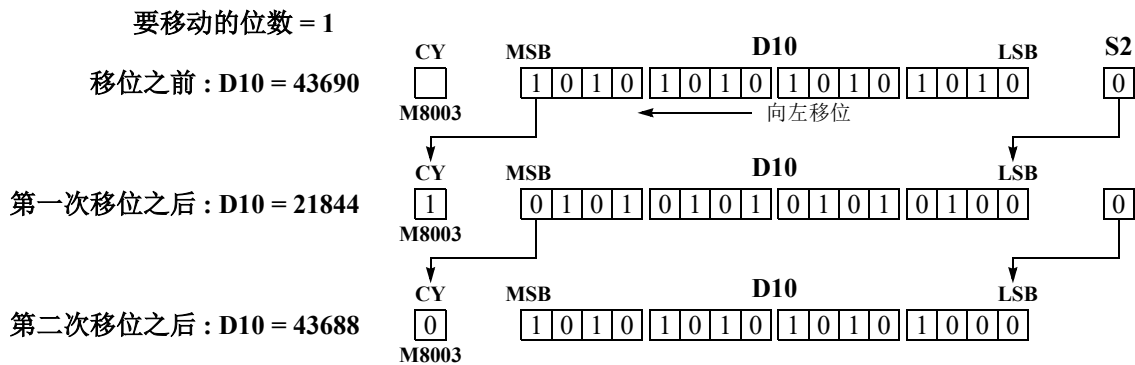 要移动的位数 = 1
CY MSB D10 LSB S2
移位之前 : D10 = 43690 1 0 1 0 1 0 1 0 1 0 1 0 1 0 1 0 0
M8003 向左移位
CY MSB D10 LSB
第一次移位之后 : D10 = 21844 1 0 1 0 1 0 1 0 1 0 1 0 1 0 1 0 0 0
M8003
CY MSB D10 LSB
第二次移位之后 : D10 = 43688 0 1 0 1 0 1 0 1 0 1 0 1 0 1 0 0 0
M8003